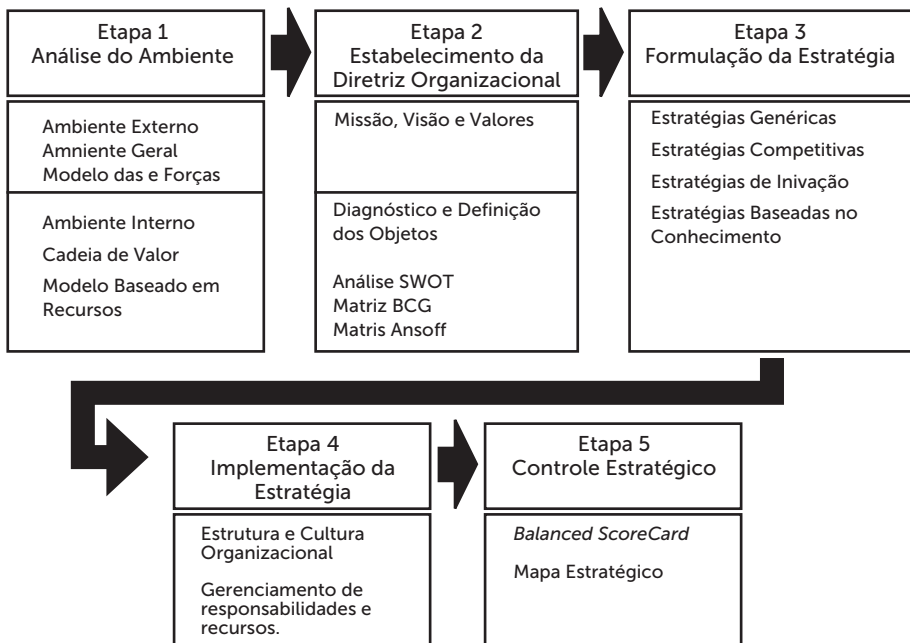 Etapa 1
Análise do Ambiente
Ambiente Externo
Amniente Geral
Modelo das e Forças
Ambiente Interno
Cadeia de Valor
Modelo Baseado em
Recursos
Etapa 2
Estabelecimento da
Diretriz Organizacional
Missão, Visão e Valores
Diagnóstico e Definição
dos Objetos
Análise SWOT
Matriz BCG
Matris Ansoff
Etapa 3
Formulação da Estratégia
Estratégias Genéricas
Estratégias Competitivas
Estratégias de Inivação
Estratégias Baseadas no
Conhecimento
Etapa 4
Implementação da
Estratégia
Estrutura e Cultura
Organizacional
Gerenciamento de
responsabilidades e
recursos.
Etapa 5
Controle Estratégico
Balanced ScoreCard
Mapa Estratégico